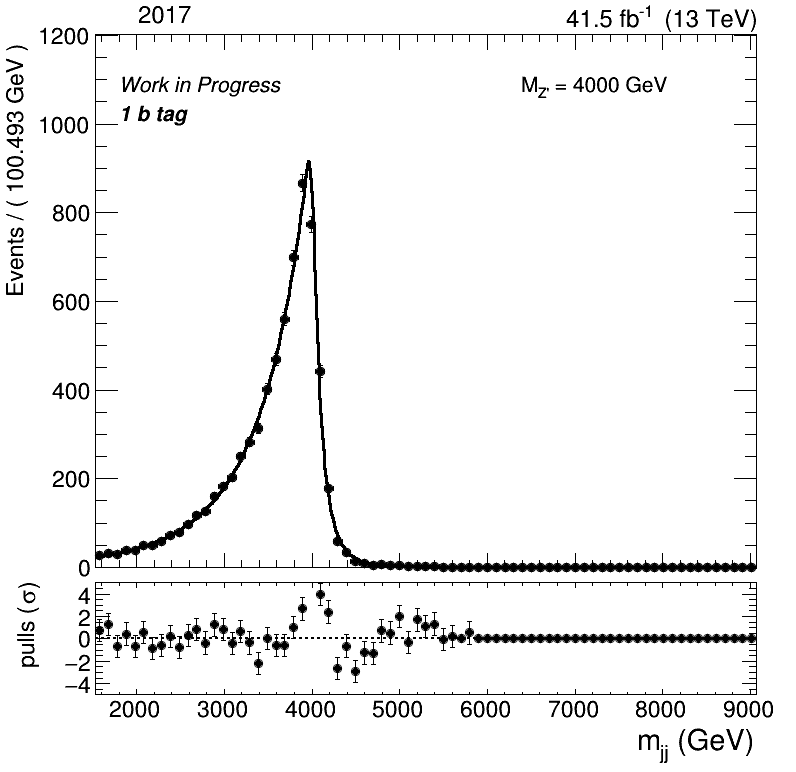 2017
41.5 fb⁻¹ (13 TeV)
Events / ( 100.493 GeV )
1200
1000
800
600
400
200
0
Work in Progress
1 b tag
M_Z' = 4000 GeV
pulls (σ)
4
2
0
−2
−4
2000 3000 4000 5000 6000 7000 8000 9000
m_jj (GeV)